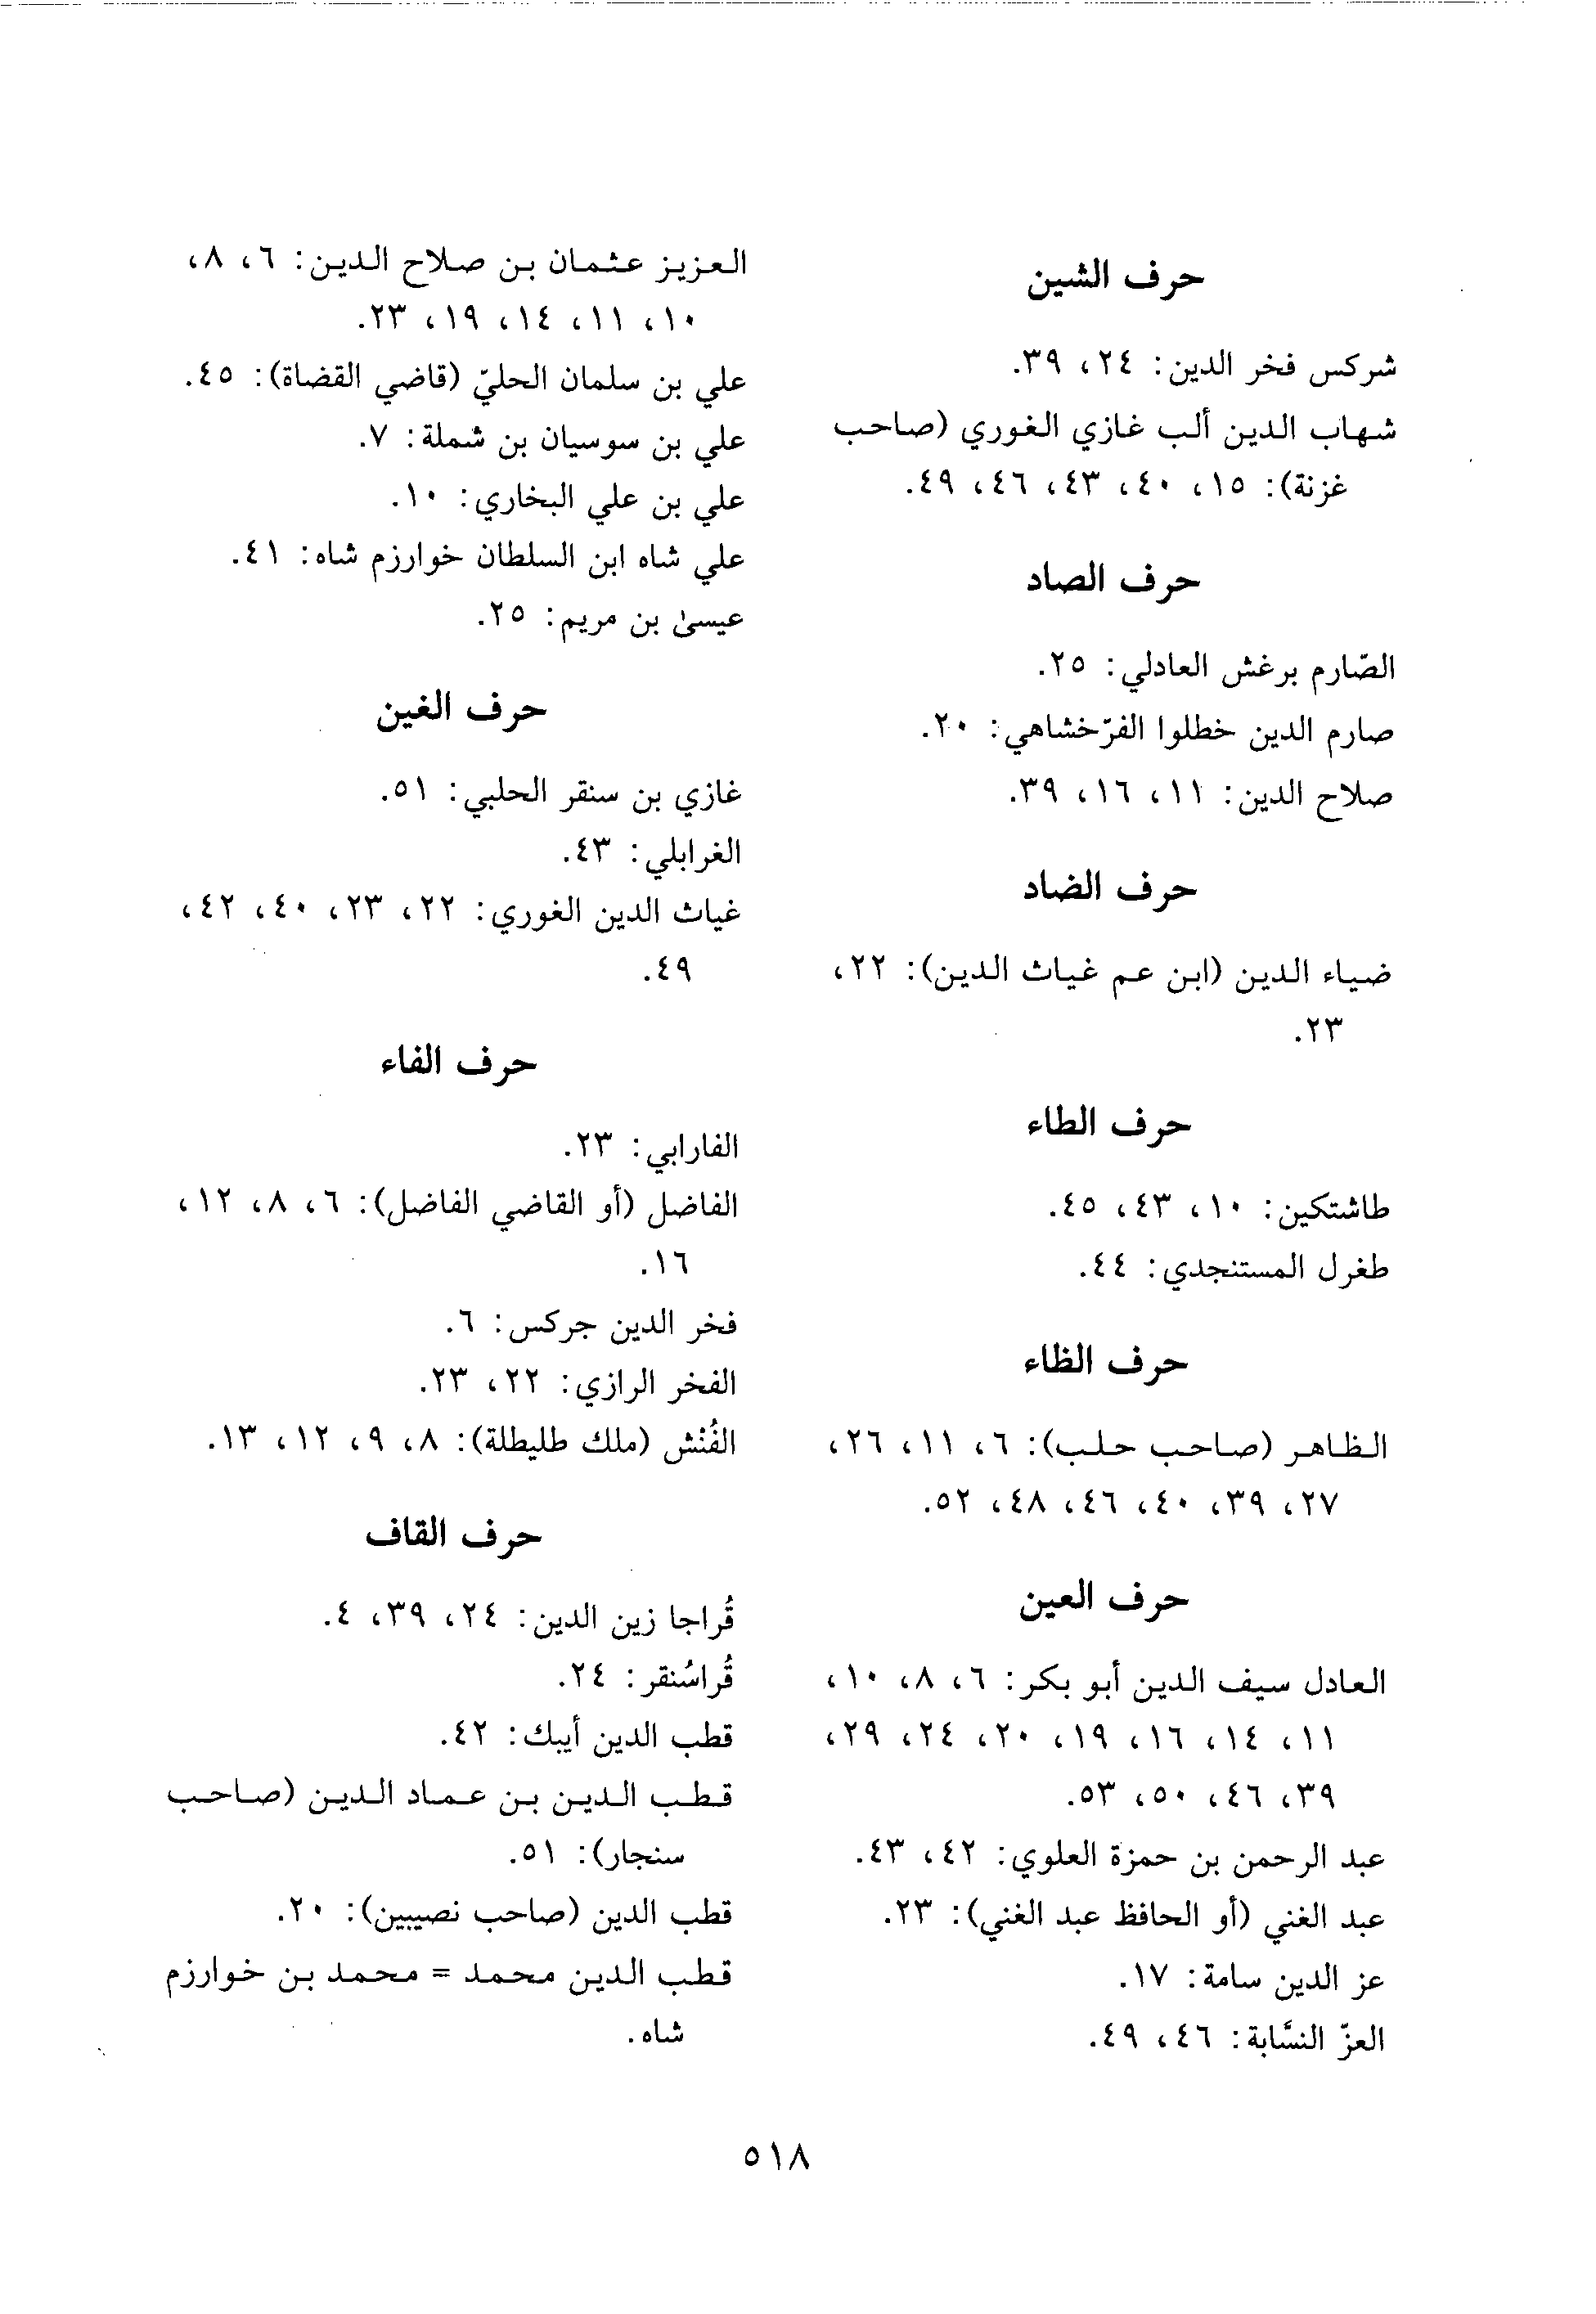 حرف الشين
شركس فخر الدين: ٢٤، ٣٩.
شهاب الدين ألب غازي الغوري (صاحب
غزنة): ١٥، ٤٠، ٤٣، ٤٦، ٤٩.
حرف الصاد
الصّارم برغش العادلي: ٢٥.
صارم الدين خطلوا الفرّخشاهي: ٢٠.
صلاح الدين: ١١، ١٦، ٣٩.
حرف الضاد
ضياء الدين (ابن عم غياث الدين): ٢٢،
٢٣.
حرف الطاء
طاشتكين: ١٠، ٤٣، ٤٥.
طغرل المستنجدي: ٤٤.
حرف الظاء
الظاهر (صاحب حلب): ٦، ١١، ٢٦،
٢٧، ٣٩، ٤٠، ٤٦، ٤٨، ٥٢.
حرف العين
العادل سيف الدين أبو بكر: ٦، ٨، ١٠،
١١، ١٤، ١٦، ١٩، ٢٠، ٢٤، ٢٩،
٣٩، ٤٦، ٥٠، ٥٣.
عبد الرحمن بن حمزة العلوي: ٤٢، ٤٣.
عبد الغني (أو الحافظ عبد الغني): ٢٣.
عز الدين سامة: ١٧.
العزّ النسَّابة: ٤٦، ٤٩.
العزيز عثمان بن صلاح الدين: ٦، ٨،
١٠، ١١، ١٤، ١٩، ٢٣.
علي بن سلمان الحليّ (قاضي القضاة): ٤٥.
علي بن سوسيان بن شملة: ٧.
علي بن علي البخاري: ١٠.
علي شاه ابن السلطان خوارزم شاه: ٤١.
عيسىٰ بن مريم: ٢٥.
حرف الغين
غازي بن سنقر الحلبي: ٥١.
الغرابلي: ٤٣.
غياث الدين الغوري: ٢٢، ٢٣، ٤٠، ٤٢،
٤٩.
حرف الفاء
الفارابي: ٢٣.
الفاضل (أو القاضي الفاضل): ٦، ٨، ١٢،
١٦.
فخر الدين جركس: ٦.
الفخر الرازي: ٢٢، ٢٣.
الفُنْش (ملك طليطلة): ٨، ٩، ١٢، ١٣.
حرف القاف
قُراجا زين الدين: ٢٤، ٣٩، ٤.
قُراسُنقر: ٢٤.
قطب الدين أيبك: ٤٢.
قطب الدين بن عماد الدين (صاحب
سنجار): ٥١.
قطب الدين (صاحب نصيبين): ٢٠.
قطب الدين محمد = محمد بن خوارزم
شاه.
٥١٨